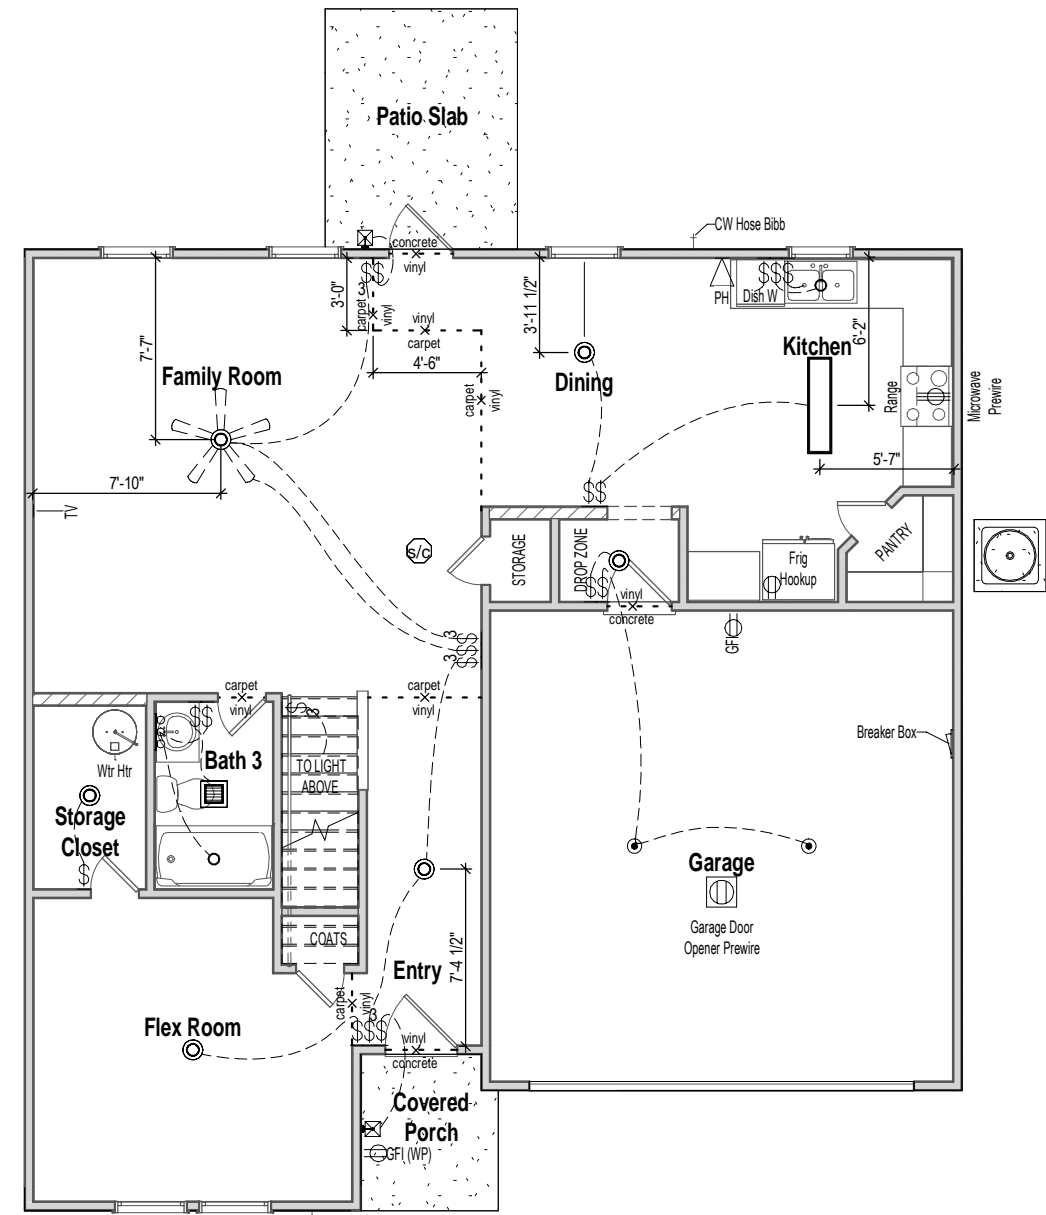 Patio Slab
CW Hose Bibb
concrete
vinyl
$$
3
carpet
vinyl
3'-0"
vinyl
carpet
4'-6"
3'-11 1/2"
PH
Dish W
$$$
6'-2"
7'-7"
Family Room
Dining
Kitchen
Range
Microwave
Prewire
carpet
vinyl
7'-10"
5'-7"
TV
$$
S/C
STORAGE
DROP ZONE
$$
Frig
Hookup
PANTRY
vinyl
concrete
GFI
3
$$
$$
3
$$
carpet
vinyl
carpet
vinyl
$$
$
3
Breaker Box
Wtr Htr
Bath 3
TO LIGHT
ABOVE
Storage
Closet
$
Garage
Garage Door
Opener Prewire
COATS
Entry
7'-4 1/2"
carpet
vinyl
3
$$$
Flex Room
vinyl
concrete
Covered
Porch
GFI (WP)